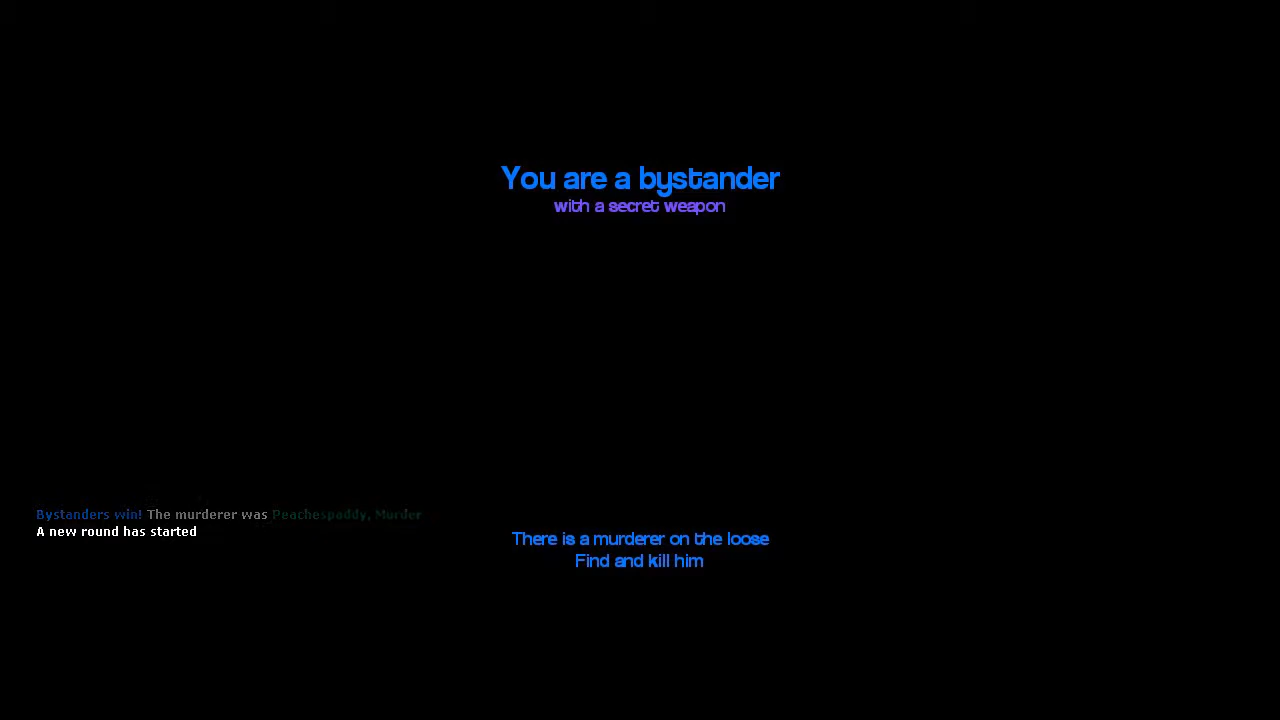 You are a bystander
with a secret weapon
Bystanders win! The murderer was Peachespaddy, Murder
A new round has started
There is a murderer on the loose
Find and kill him